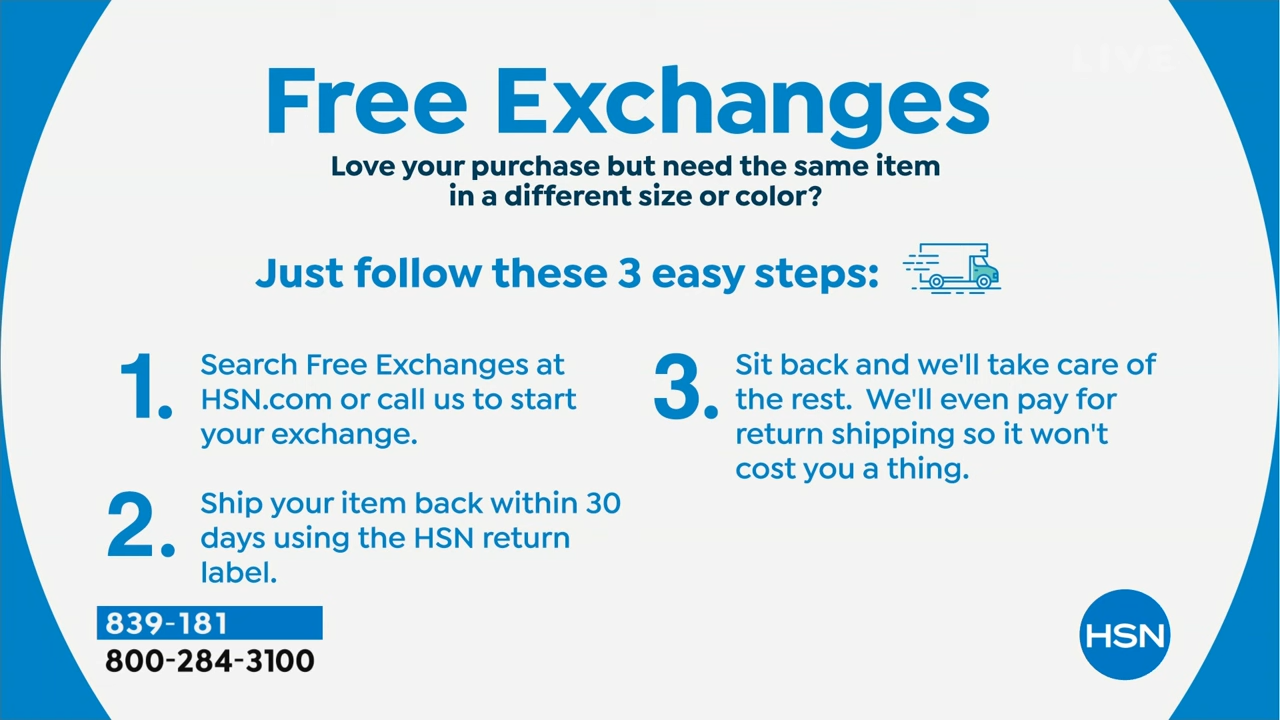 LIVE
Free Exchanges
Love your purchase but need the same item
in a different size or color?
Just follow these 3 easy steps:
1.
Search Free Exchanges at
HSN.com or call us to start
your exchange.
2.
Ship your item back within 30
days using the HSN return
label.
3.
Sit back and we'll take care of
the rest.  We'll even pay for
return shipping so it won't
cost you a thing.
839-181
800-284-3100
HSN